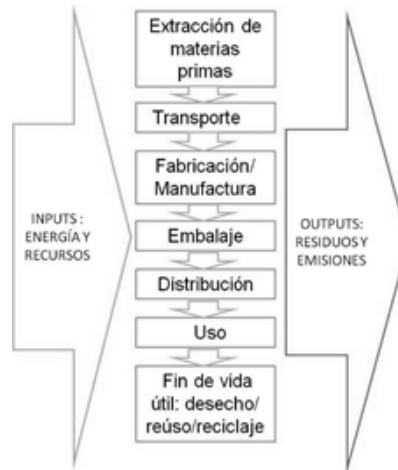 Extracción de
materias
primas
Transporte
Fabricación/
Manufactura
INPUTS :
ENERGÍA Y
RECURSOS
Embalaje
OUTPUTS:
RESIDUOS Y
EMISIONES
Distribución
Uso
Fin de vida
útil: desecho/
reúso/reciclaje